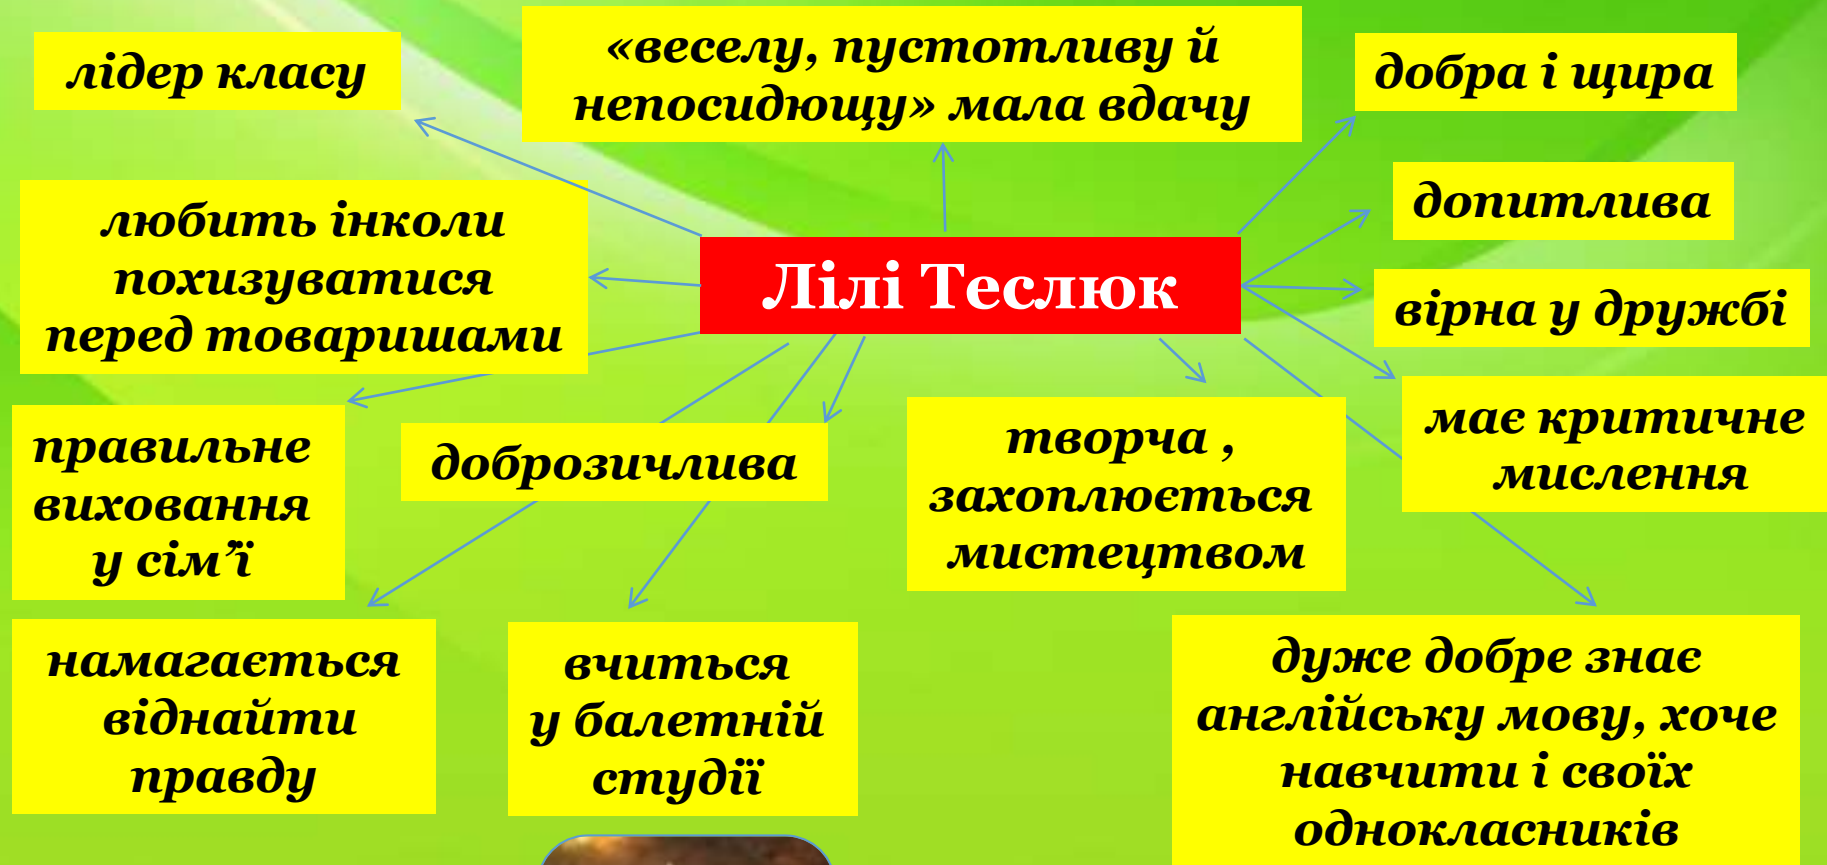 лідер класу
«веселу, пустотливу й
непосидющу» мала вдачу
добра і щира
любить інколи
похизуватися
перед товаришами
Лілі Теслюк
допитлива
вірна у дружбі
правильне
виховання
у сім’ї
доброзичлива
творча ,
захоплюється
мистецтвом
має критичне
мислення
намагається
віднайти
правду
вчиться
у балетній
студії
дуже добре знає
англійську мову, хоче
навчити і своїх
однокласників